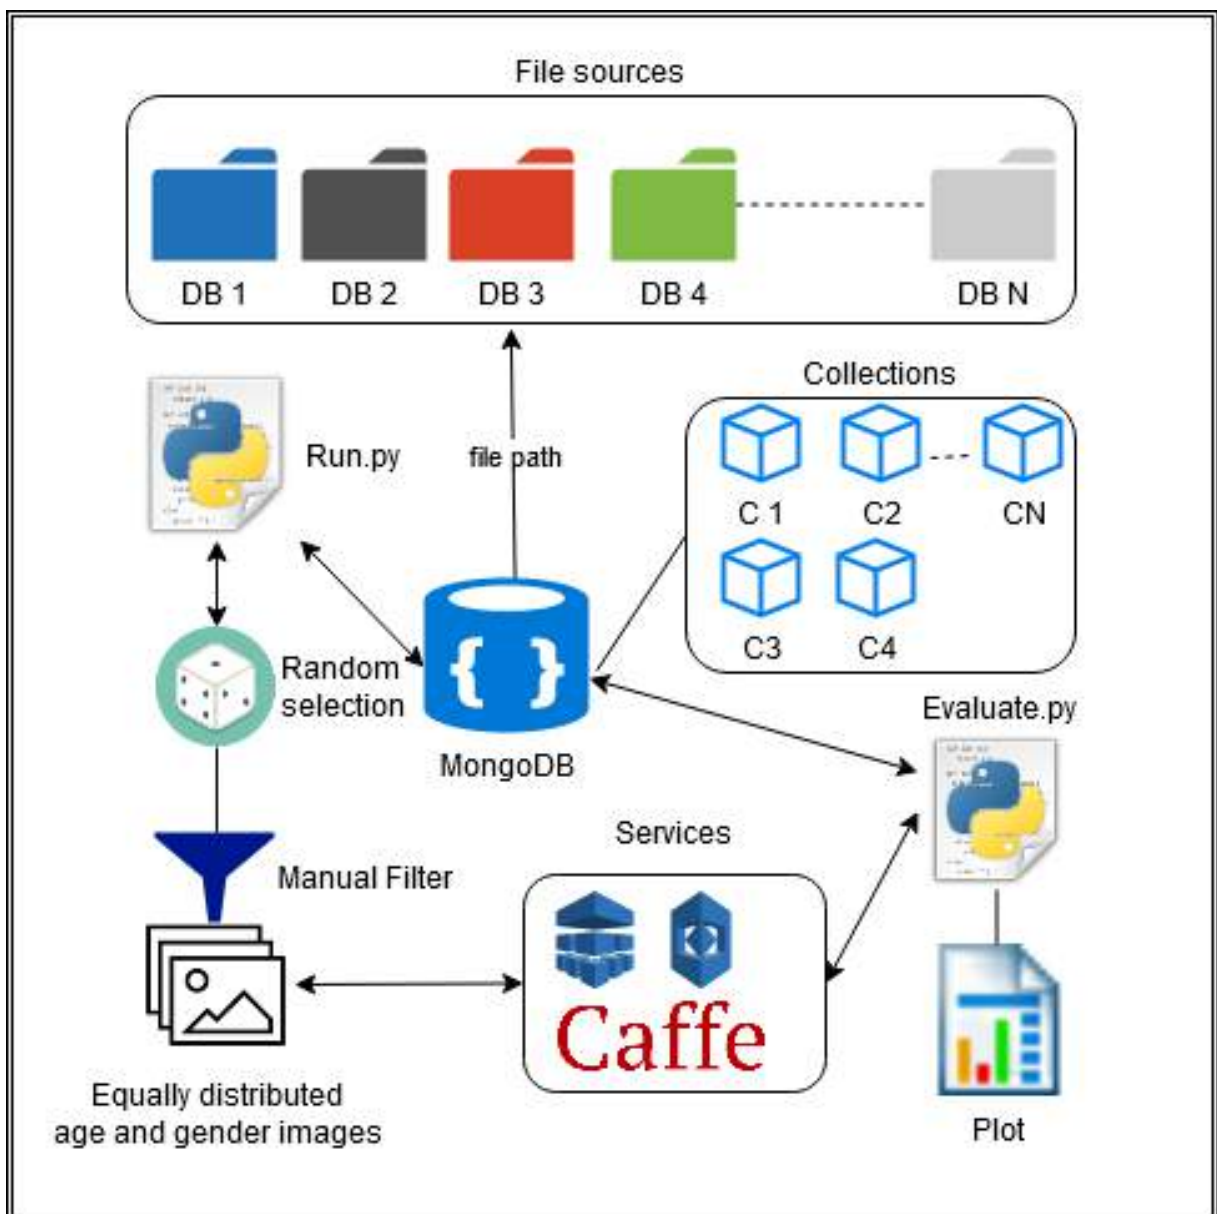 File sources
DB 1
DB 2
DB 3
DB 4
DB N
Collections
Run.py
file path
C 1
C2
CN
C3
C4
Random
selection
MongoDB
Evaluate.py
Services
Manual Filter
Caffe
Equally distributed
age and gender images
Plot